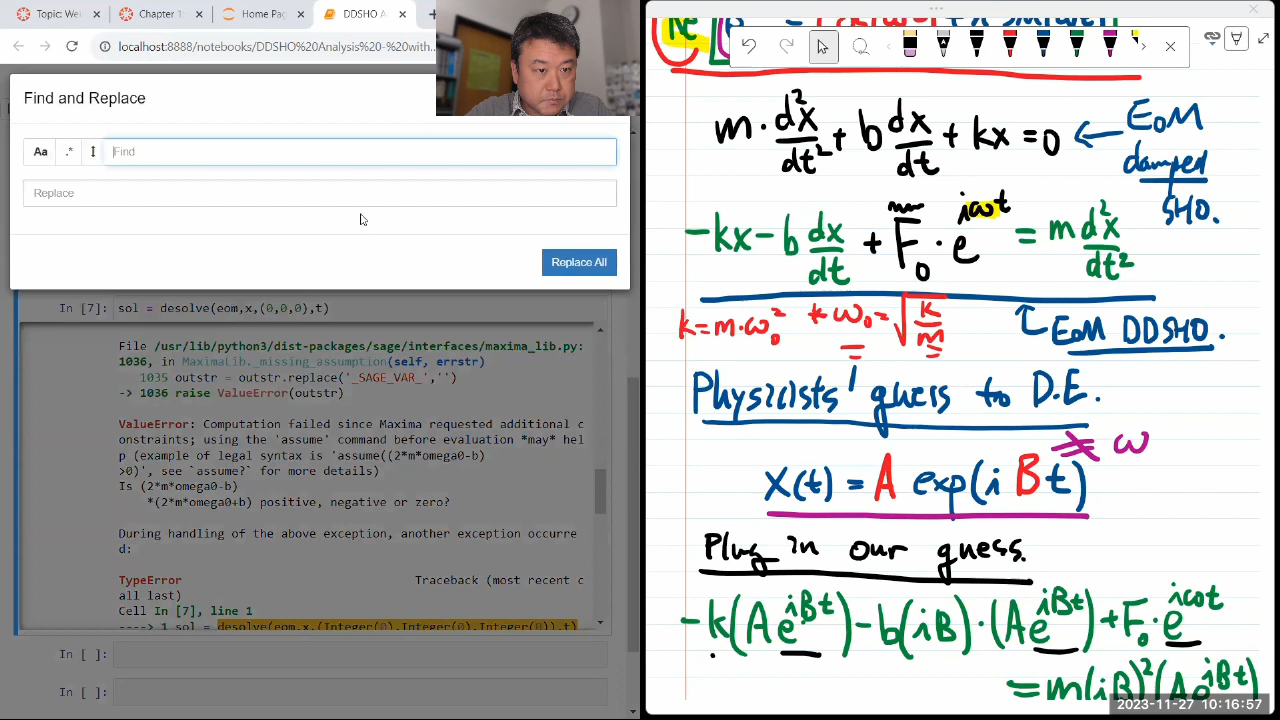 Topic Wee
Chapter 1
Home Pag
DDSHO A
localhost:8888/notebook
DDSHO%20Analysis%20-%20with.
Find and Replace
Aa
.*
Find
Replace
Replace All
In [7]: sol = desolve(eom,x,(0,0,0),t)
File /usr/lib/python3/dist-packages/sage/interfaces/maxima_lib.py:
1036, in MaximaLib._missing_assumption(self, errstr)
1035 outstr = outstr.replace('_SAGE_VAR_','')
-> 1036 raise ValueError(outstr)
ValueError: Computation failed since Maxima requested additional c
onstraints; using the 'assume' command before evaluation *may* hel
p (example of legal syntax is 'assume((2*m*omega0-b)
>0)', see `assume?` for more details)
Is (2*m*omega0-b)
*(2*m*omega0+b) positive, negative or zero?
During handling of the above exception, another exception occurre
d:
TypeError Traceback (most recent c
all last)
Cell In [7], line 1
----> 1 sol = desolve(eom,x,(Integer(0),Integer(0),Integer(0)),t)
In [ ]:
In [ ]:
m·d²x/dt² + b dx/dt + kx = 0 ← EoM
damped
SHO.
-kx - b dx/dt + F₀·e^{iωt} = m d²x/dt²
k = m·ω₀² * ω₀ = √(k/m)
EoM DDSHO.
Physicists' guess to D.E.
ω
x(t) = A exp(i B t)
Plug in our guess.
-k(A e^{iBt}) - b(iB)·(A e^{iBt}) + F₀·e^{iωt}
= m(iB)²(A e^{iBt})
2023-11-27 10:16:57